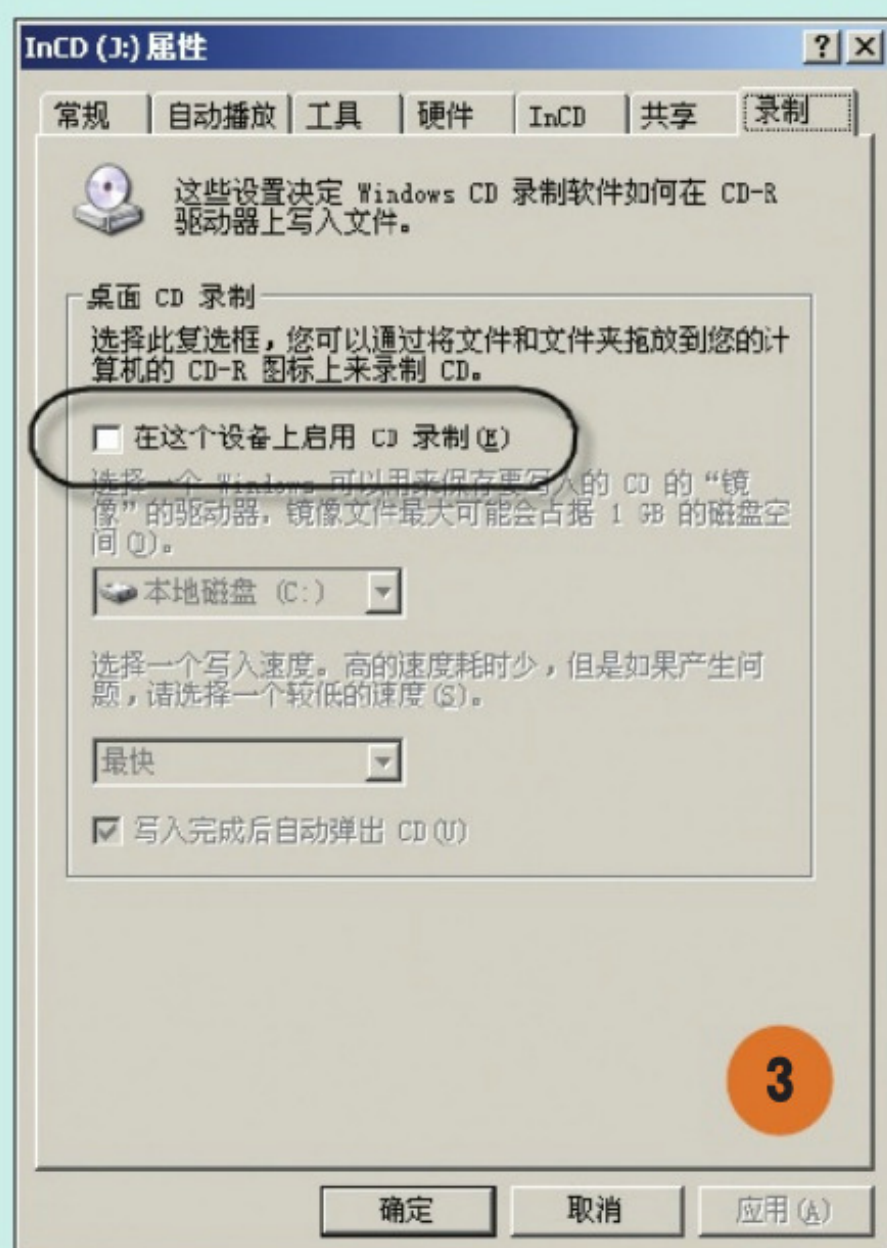 InCD (J:) 属性
常规 自动播放 工具 硬件 InCD 共享 录制
这些设置决定 Windows CD 录制软件如何在 CD-R
驱动器上写入文件。
桌面 CD 录制
选择此复选框，您可以通过将文件和文件夹拖放到您的计
算机的 CD-R 图标上来录制 CD。
在这个设备上启用 CD 录制(E)
选择一个 Windows 可以用来保存要写入的 CD 的“镜
像”的驱动器. 镜像文件最大可能会占据 1 GB 的磁盘空
间(I)。
本地磁盘 (C:)
选择一个写入速度。高的速度耗时少，但是如果产生问
题，请选择一个较低的速度(S)。
最快
写入完成后自动弹出 CD(U)
3
确定 取消 应用(A)